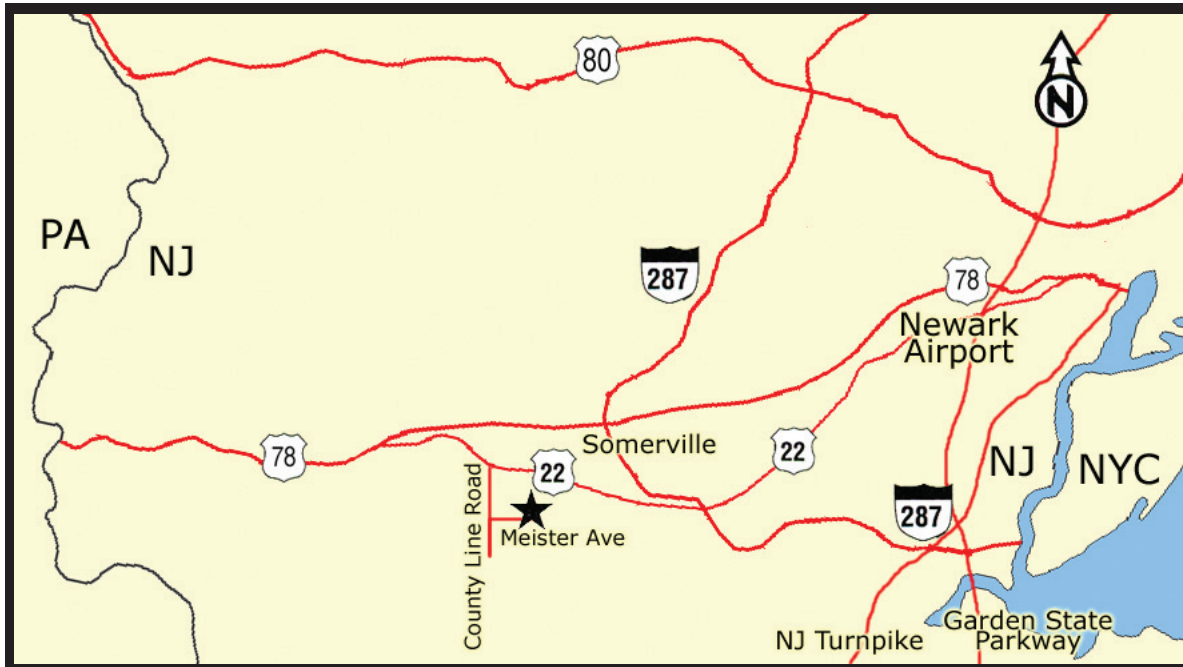 80
N
PA
NJ
287
78
Newark
Airport
Somerville
22
78
22
NJ
NYC
County Line Road
Meister Ave
287
NJ Turnpike
Garden State
Parkway